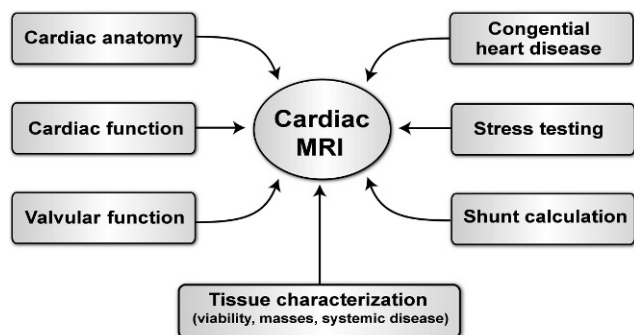 Cardiac anatomy
Congential
heart disease
Cardiac function
Cardiac
MRI
Stress testing
Valvular function
Shunt calculation
Tissue characterization
(viability, masses, systemic disease)